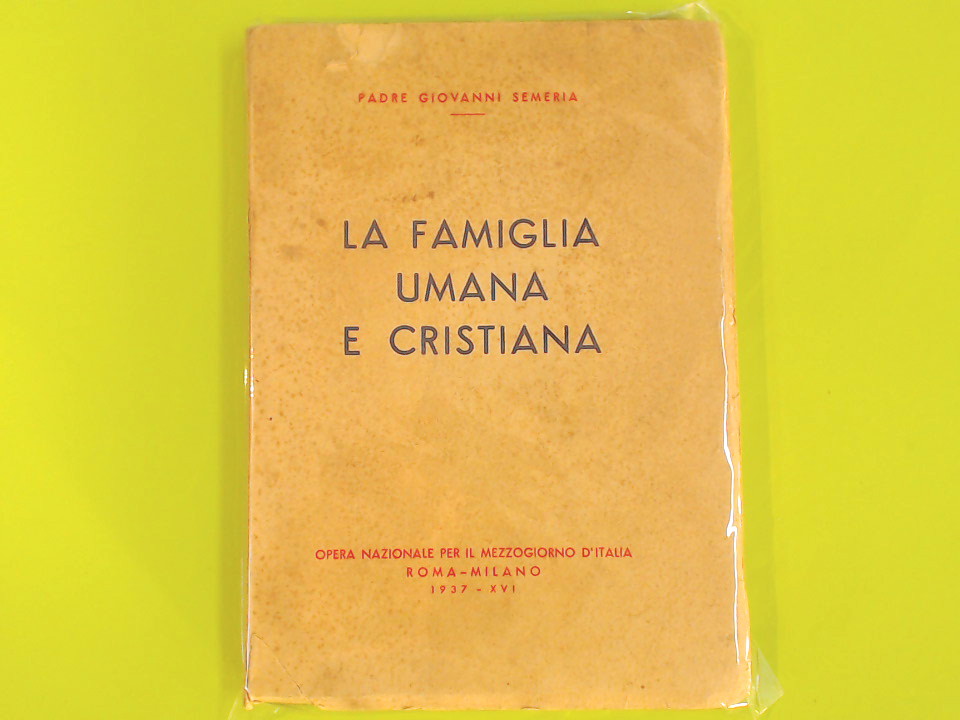 PADRE GIOVANNI SEMERIA
LA FAMIGLIA
UMANA
E CRISTIANA
OPERA NAZIONALE PER IL MEZZOGIORNO D'ITALIA
ROMA-MILANO
1937 - XVI